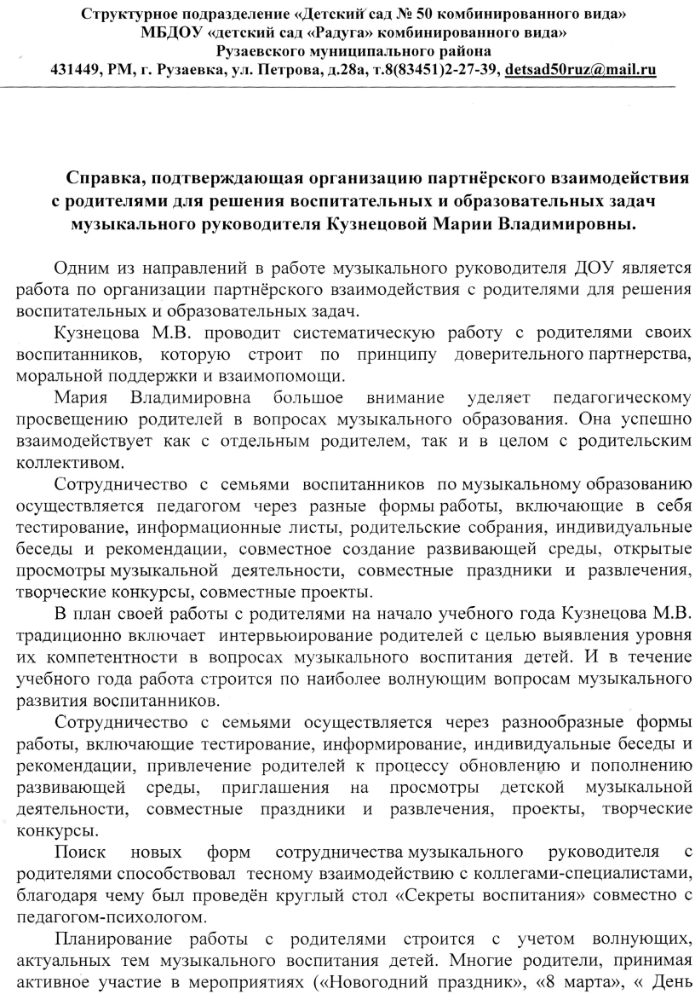 Структурное подразделение «Детский сад № 50 комбинированного вида»
МБДОУ «детский сад «Радуга» комбинированного вида»
Рузаевского муниципального района
431449, РМ, г. Рузаевка, ул. Петрова, д.28а, т.8(83451)2-27-39, detsad50ruz@mail.ru
Справка, подтверждающая организацию партнёрского взаимодействия
с родителями для решения воспитательных и образовательных задач
музыкального руководителя Кузнецовой Марии Владимировны.
Одним из направлений в работе музыкального руководителя ДОУ является
работа по организации партнёрского взаимодействия с родителями для решения
воспитательных и образовательных задач.
Кузнецова М.В. проводит систематическую работу с родителями своих
воспитанников, которую строит по принципу доверительного партнерства,
моральной поддержки и взаимопомощи.
Мария Владимировна большое внимание уделяет педагогическому
просвещению родителей в вопросах музыкального образования. Она успешно
взаимодействует как с отдельным родителем, так и в целом с родительским
коллективом.
Сотрудничество с семьями воспитанников по музыкальному образованию
осуществляется педагогом через разные формы работы, включающие в себя
тестирование, информационные листы, родительские собрания, индивидуальные
беседы и рекомендации, совместное создание развивающей среды, открытые
просмотры музыкальной деятельности, совместные праздники и развлечения,
творческие конкурсы, совместные проекты.
В план своей работы с родителями на начало учебного года Кузнецова М.В.
традиционно включает интервьюирование родителей с целью выявления уровня
их компетентности в вопросах музыкального воспитания детей. И в течение
учебного года работа строится по наиболее волнующим вопросам музыкального
развития воспитанников.
Сотрудничество с семьями осуществляется через разнообразные формы
работы, включающие тестирование, информирование, индивидуальные беседы и
рекомендации, привлечение родителей к процессу обновлению и пополнению
развивающей среды, приглашения на просмотры детской музыкальной
деятельности, совместные праздники и развлечения, проекты, творческие
конкурсы.
Поиск новых форм сотрудничества музыкального руководителя с
родителями способствовал тесному взаимодействию с коллегами-специалистами,
благодаря чему был проведён круглый стол «Секреты воспитания» совместно с
педагогом-психологом.
Планирование работы с родителями строится с учетом волнующих,
актуальных тем музыкального воспитания детей. Многие родители, принимая
активное участие в мероприятиях («Новогодний праздник», «8 марта», « День